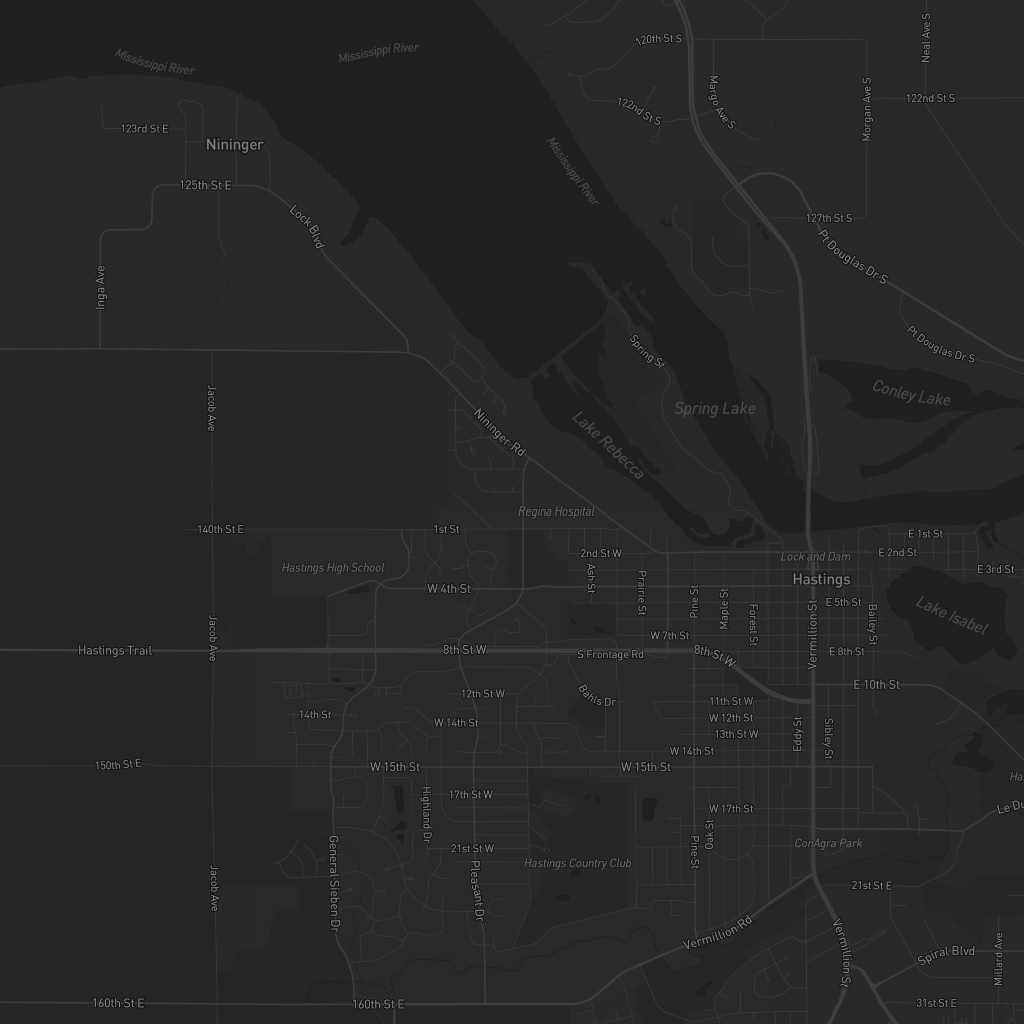 Neal Ave S
120th St S
Mississippi River
Mississippi River
Margo Ave S
Morgan Ave S
122nd St S
122nd St S
123rd St E
Nininger
Mississippi River
125th St E
Lock Blvd
127th St S
Pt Douglas Dr S
Inga Ave
Pt Douglas Dr S
Spring St
Conley Lake
Jacob Ave
Spring Lake
Nininger Rd
Lake Rebecca
Regina Hospital
140th St E
1st St
E 1st St
2nd St W
Lock and Dam
E 2nd St
Hastings High School
E 3rd St
Ash St
Hastings
W 4th St
Prairie St
Pine St
Maple St
E 5th St
Forest St
Bailey St
Lake Isabel
Vermillion St
W 7th St
Jacob Ave
Hastings Trail
8th St W
S Frontage Rd
8th St W
E 8th St
E 10th St
12th St W
Bahls Dr
11th St W
14th St
W 14th St
W 12th St
13th St W
Eddy St
Sibley St
W 14th St
150th St E
W 15th St
W 15th St
Ha
17th St W
Highland Dr
W 17th St
Le Du
Oak St
Pine St
ConAgra Park
21st St W
Hastings Country Club
General Sieben Dr
Jacob Ave
Pleasant Dr
21st St E
Vermillion Rd
Vermillion St
Spiral Blvd
Millard Ave
160th St E
160th St E
31st St E